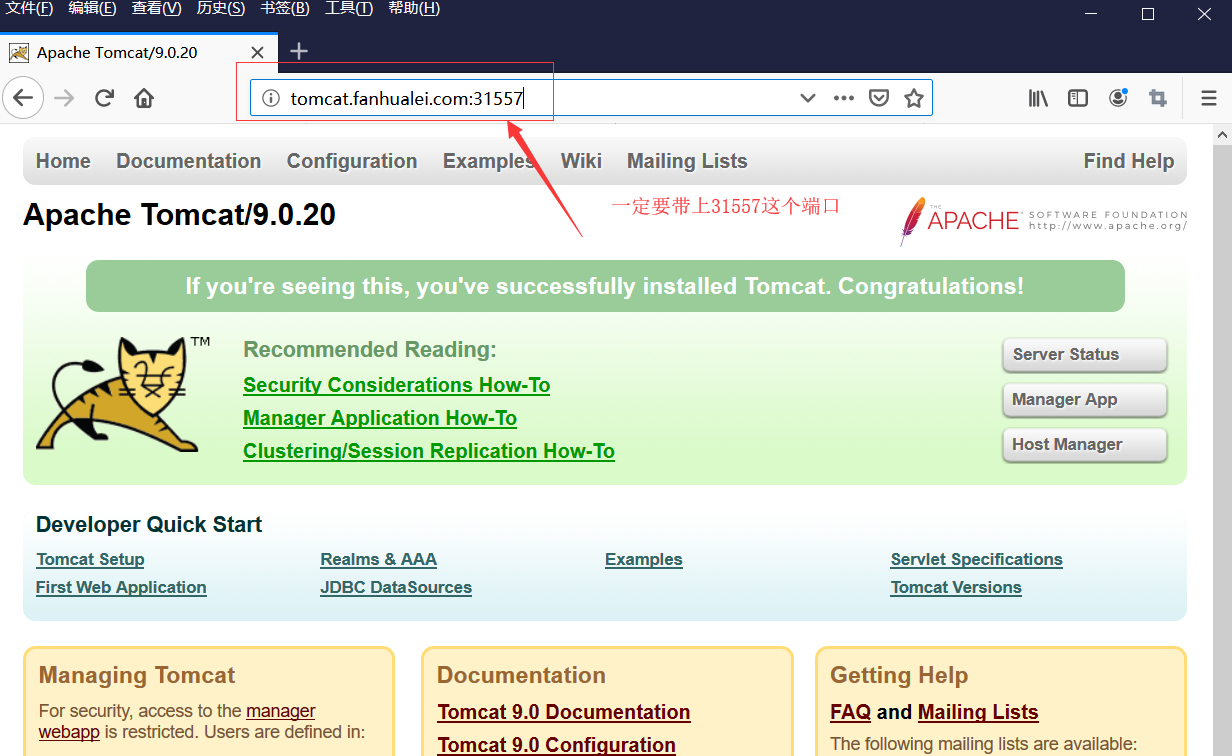 文件(F) 编辑(E) 查看(V) 历史(S) 书签(B) 工具(T) 帮助(H)
Apache Tomcat/9.0.20
tomcat.fanhualei.com:31557
Home Documentation Configuration Examples Wiki Mailing Lists Find Help
一定要带上31557这个端口
Apache Tomcat/9.0.20
THE
APACHE SOFTWARE FOUNDATION
http://www.apache.org/
If you're seeing this, you've successfully installed Tomcat. Congratulations!
TM
Recommended Reading:
Security Considerations How-To
Manager Application How-To
Clustering/Session Replication How-To
Server Status
Manager App
Host Manager
Developer Quick Start
Tomcat Setup
First Web Application
Realms & AAA
JDBC DataSources
Examples
Servlet Specifications
Tomcat Versions
Managing Tomcat
For security, access to the manager
webapp is restricted. Users are defined in:
Documentation
Tomcat 9.0 Documentation
Tomcat 9.0 Configuration
Getting Help
FAQ and Mailing Lists
The following mailing lists are available: